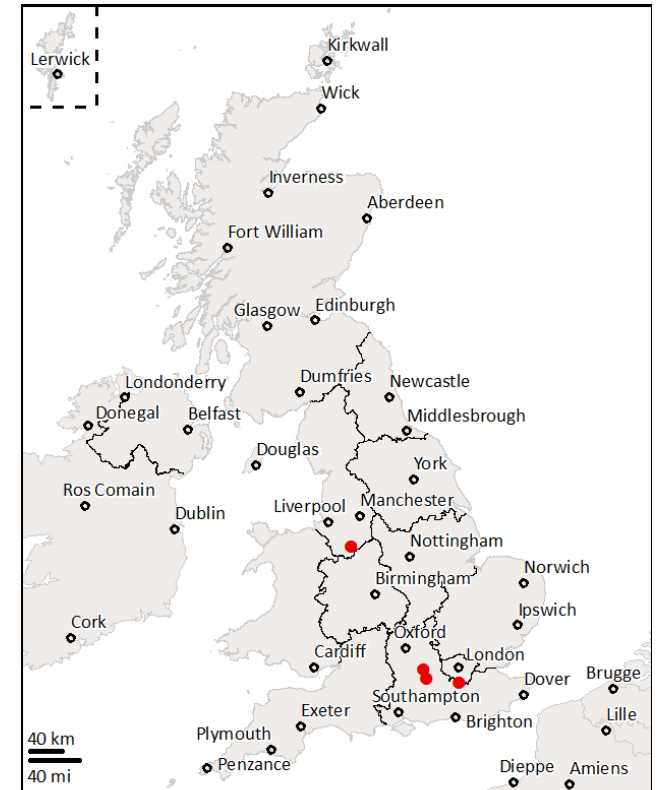 Kirkwall
Lerwick
Wick
Inverness
Aberdeen
Fort William
Glasgow
Edinburgh
Dumfries
Londonderry
Newcastle
Donegal
Belfast
Middlesbrough
Douglas
York
Ros Comain
Liverpool
Manchester
Dublin
Nottingham
Norwich
Birmingham
Ipswich
Cork
Oxford
Cardiff
London
Dover
Brugge
Southampton
Exeter
Brighton
Lille
Plymouth
40 km
Penzance
Dieppe
Amiens
40 mi